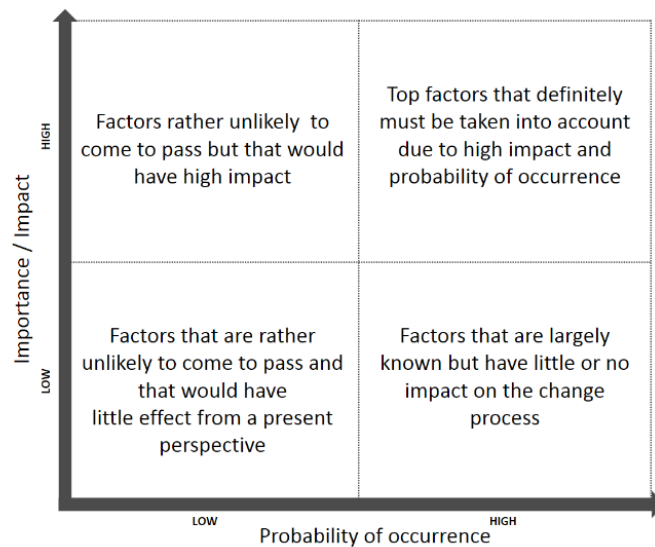 HIGH
Importance / Impact
LOW
Factors rather unlikely to
come to pass but that would
have high impact
Top factors that definitely
must be taken into account
due to high impact and
probability of occurrence
Factors that are rather
unlikely to come to pass and
that would have
little effect from a present
perspective
Factors that are largely
known but have little or no
impact on the change
process
LOW
HIGH
Probability of occurrence